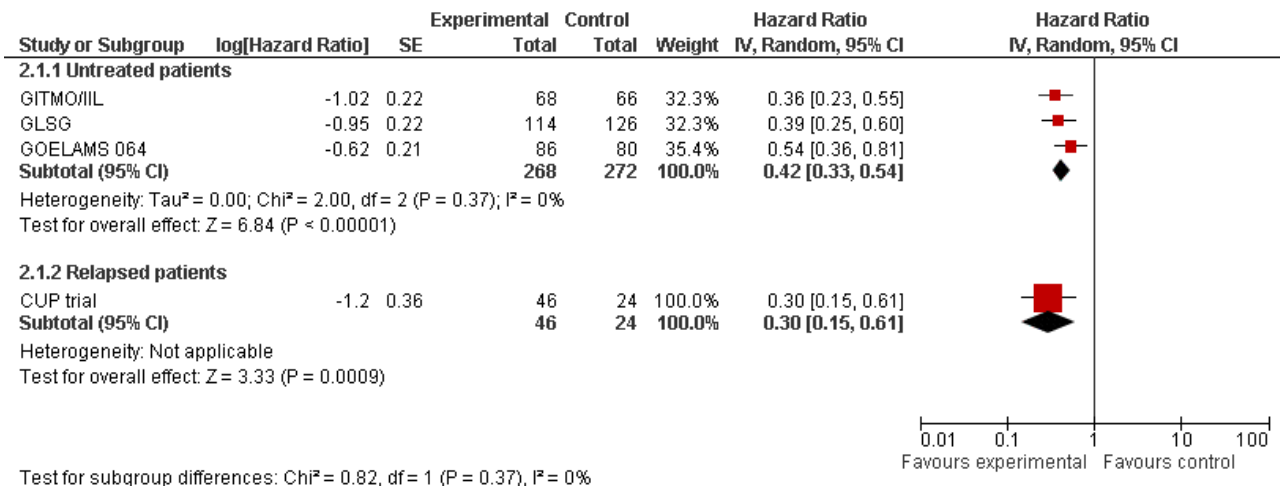 Experimental Control Hazard Ratio Hazard Ratio
Study or Subgroup log[Hazard Ratio] SE Total Total Weight IV, Random, 95% CI IV, Random, 95% CI
2.1.1 Untreated patients
GITMO/IIL -1.02 0.22 68 66 32.3% 0.36 [0.23, 0.55]
GLSG -0.95 0.22 114 126 32.3% 0.39 [0.25, 0.60]
GOELAMS 064 -0.62 0.21 86 80 35.4% 0.54 [0.36, 0.81]
Subtotal (95% CI) 268 272 100.0% 0.42 [0.33, 0.54]
Heterogeneity: Tau² = 0.00; Chi² = 2.00, df = 2 (P = 0.37); I² = 0%
Test for overall effect: Z = 6.84 (P < 0.00001)
2.1.2 Relapsed patients
CUP trial -1.2 0.36 46 24 100.0% 0.30 [0.15, 0.61]
Subtotal (95% CI) 46 24 100.0% 0.30 [0.15, 0.61]
Heterogeneity: Not applicable
Test for overall effect: Z = 3.33 (P = 0.0009)
0.01 0.1 1 10 100
Favours experimental Favours control
Test for subgroup differences: Chi² = 0.82, df = 1 (P = 0.37), I² = 0%